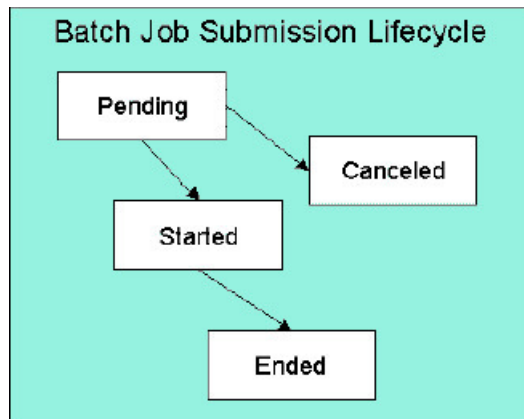 Batch Job Submission Lifecycle
Pending
Canceled
Started
Ended